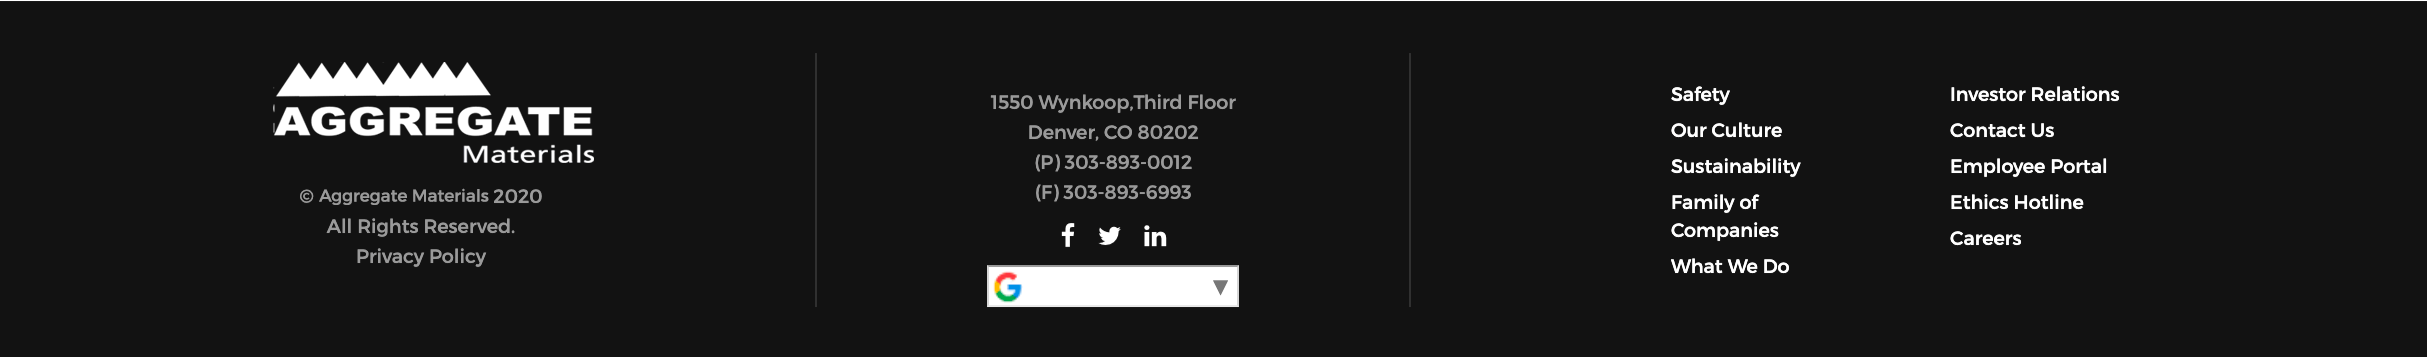 AGGREGATE
Materials
© Aggregate Materials 2020
All Rights Reserved.
Privacy Policy
1550 Wynkoop,Third Floor
Denver, CO 80202
(P) 303-893-0012
(F) 303-893-6993
Safety
Our Culture
Sustainability
Family of
Companies
What We Do
Investor Relations
Contact Us
Employee Portal
Ethics Hotline
Careers